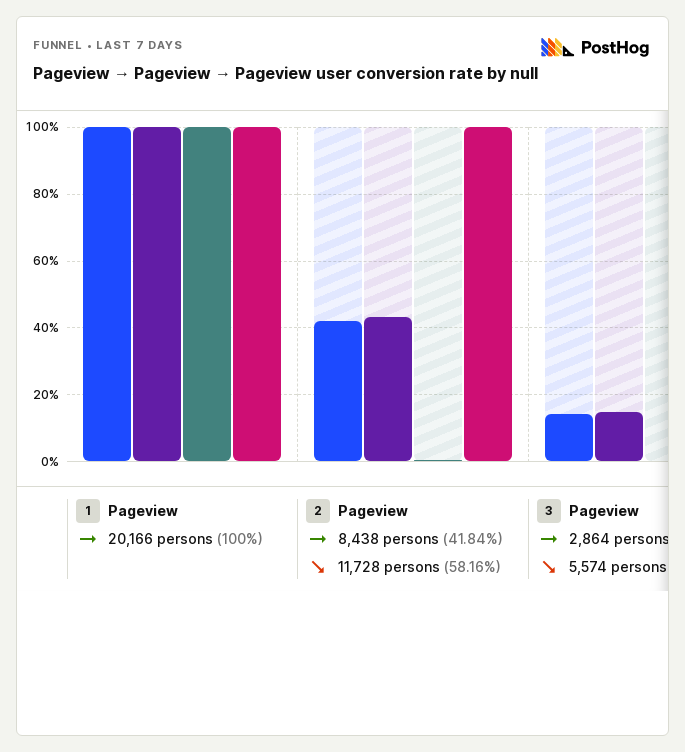 FUNNEL • LAST 7 DAYS
PostHog
Pageview → Pageview → Pageview user conversion rate by null
100%
80%
60%
40%
20%
0%
1 Pageview
20,166 persons (100%)
2 Pageview
8,438 persons (41.84%)
11,728 persons (58.16%)
3 Pageview
2,864 persons
5,574 persons